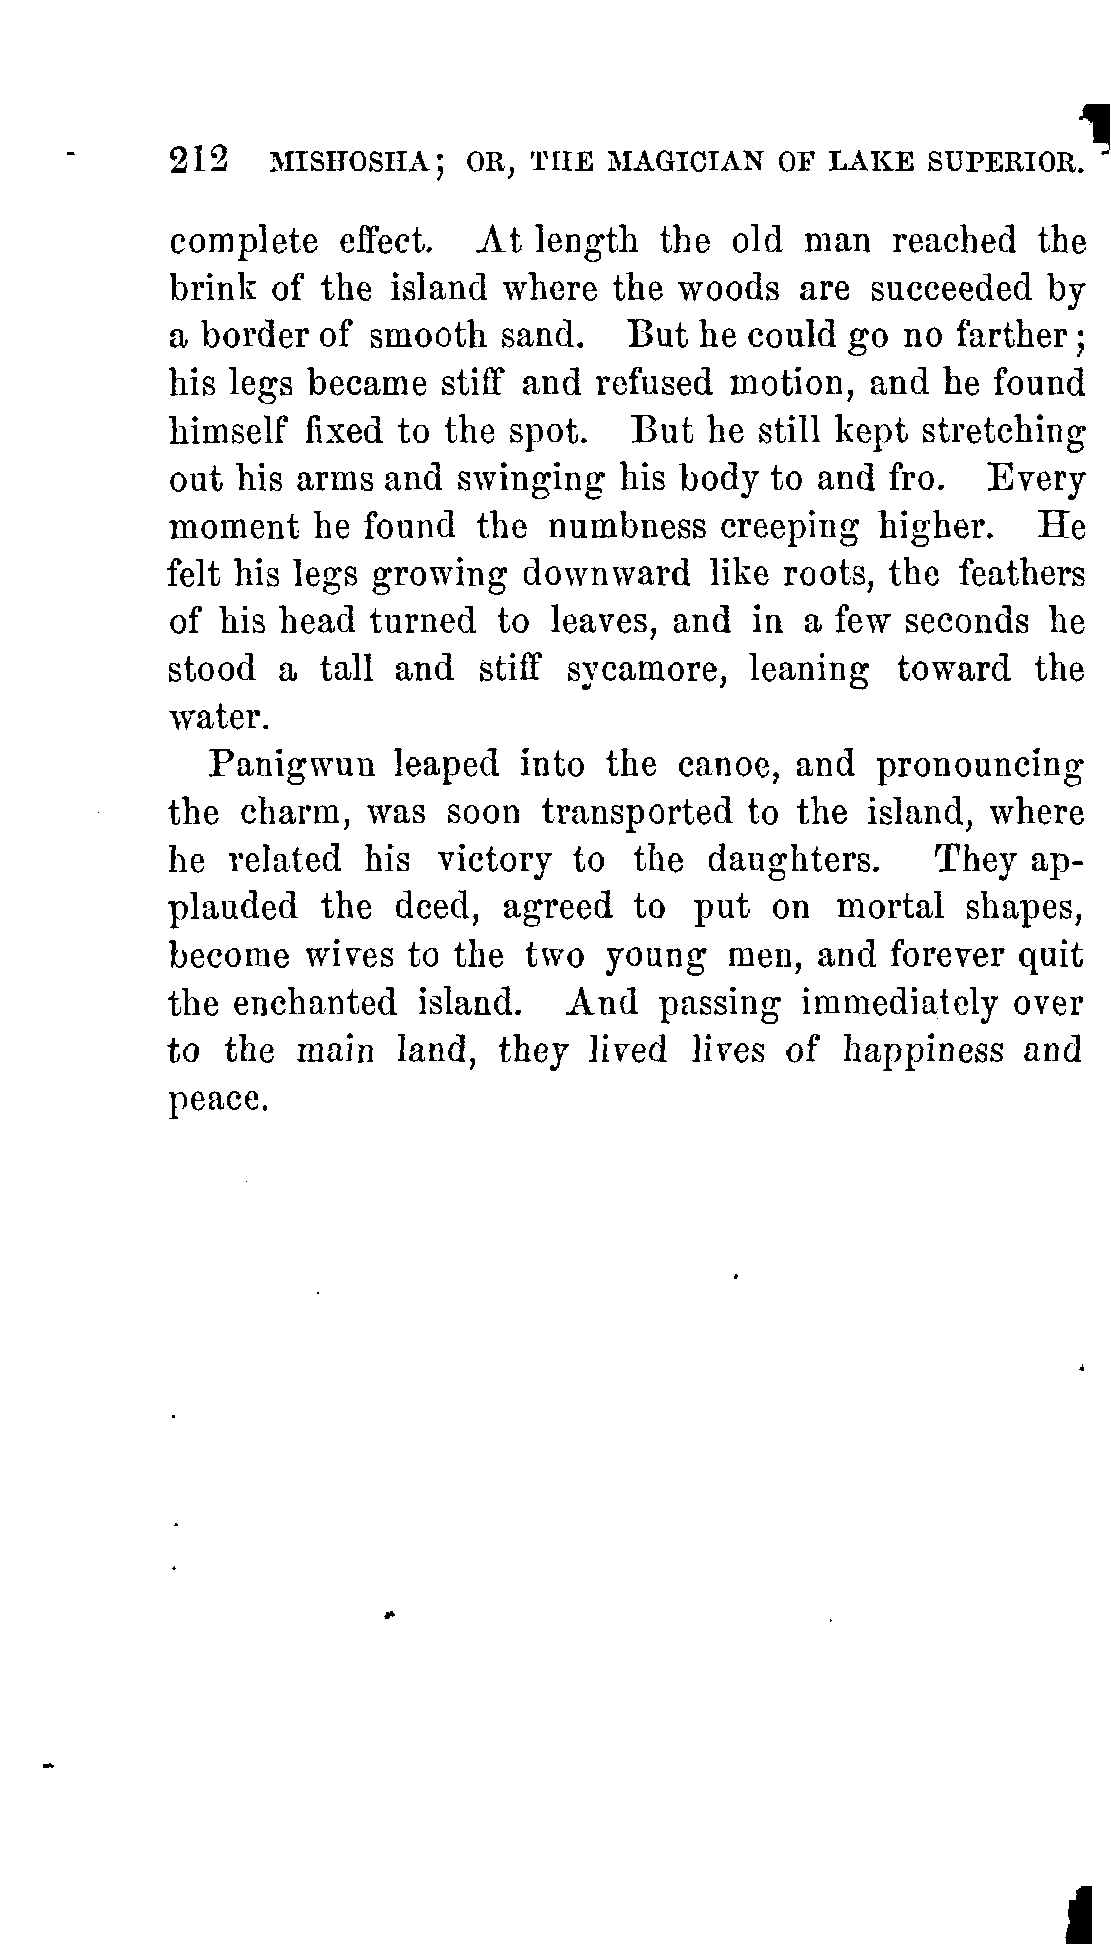 212 MISHOSHA; OR, THE MAGICIAN OF LAKE SUPERIOR.
complete effect. At length the old man reached the
brink of the island where the woods are succeeded by
a border of smooth sand. But he could go no farther;
his legs became stiff and refused motion, and he found
himself fixed to the spot. But he still kept stretching
out his arms and swinging his body to and fro. Every
moment he found the numbness creeping higher. He
felt his legs growing downward like roots, the feathers
of his head turned to leaves, and in a few seconds he
stood a tall and stiff sycamore, leaning toward the
water.
Panigwun leaped into the canoe, and pronouncing
the charm, was soon transported to the island, where
he related his victory to the daughters. They ap-
plauded the deed, agreed to put on mortal shapes,
become wives to the two young men, and forever quit
the enchanted island. And passing immediately over
to the main land, they lived lives of happiness and
peace.